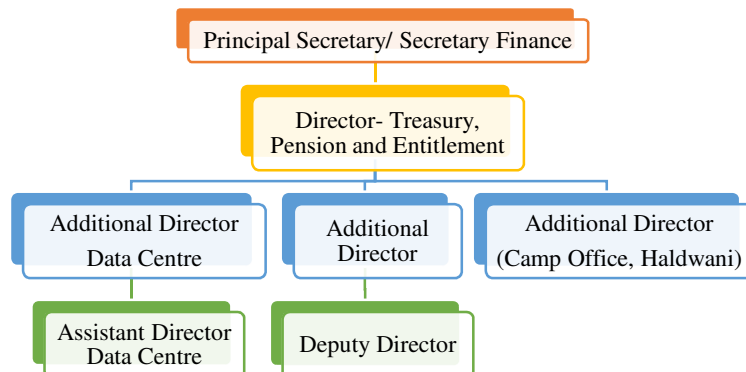 Principal Secretary/ Secretary Finance
Director- Treasury,
Pension and Entitlement
Additional Director
Data Centre
Additional
Director
Additional Director
(Camp Office, Haldwani)
Assistant Director
Data Centre
Deputy Director